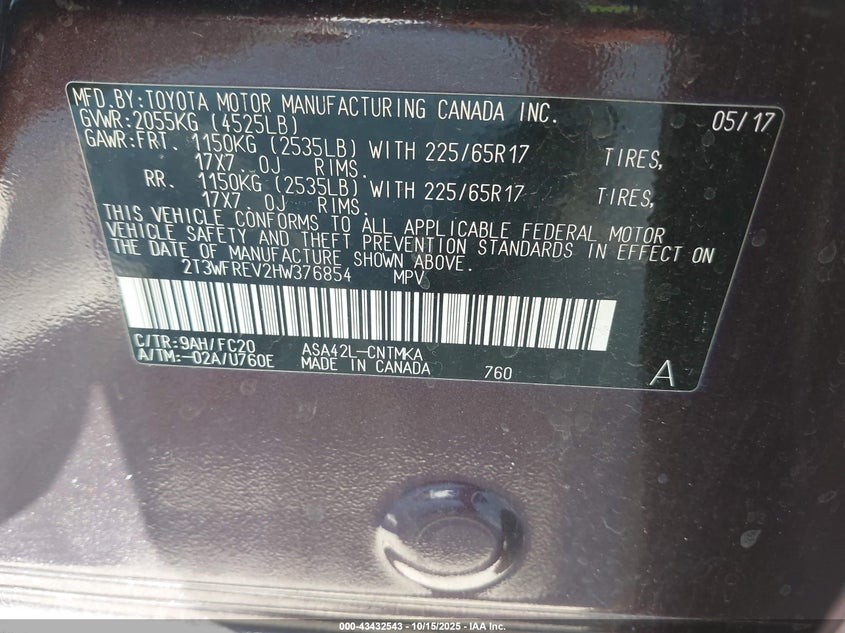 MFD.BY:TOYOTA MOTOR MANUFACTURING CANADA INC. 05/17
GVWR:2055KG (4525LB)
GAWR:FRT. 1150KG (2535LB) WITH 225/65R17 TIRES,
17X7.0J RIMS.
RR. 1150KG (2535LB) WITH 225/65R17 TIRES,
17X7.0J RIMS.
THIS VEHICLE CONFORMS TO ALL APPLICABLE FEDERAL MOTOR
VEHICLE SAFETY AND THEFT PREVENTION STANDARDS IN EFFECT ON
THE DATE OF MANUFACTURE SHOWN ABOVE.
2T3WFREV2HW376854 MPV
C/TR:9AH/FC20 ASA42L-CNTMKA
A/TM:-02A/U760E MADE IN CANADA 760 A
000-43432543 - 10/15/2025 - IAA Inc.